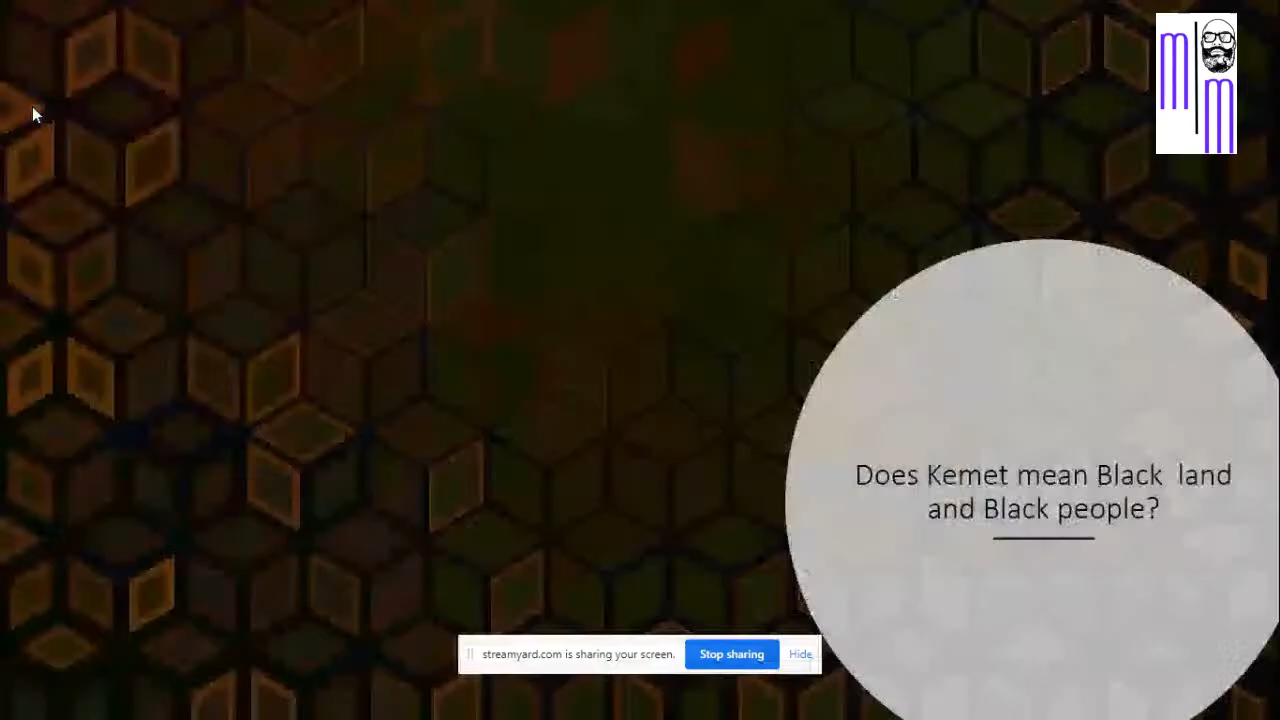 m m
Does Kemet mean Black land
and Black people?
streamyard.com is sharing your screen. Stop sharing Hide